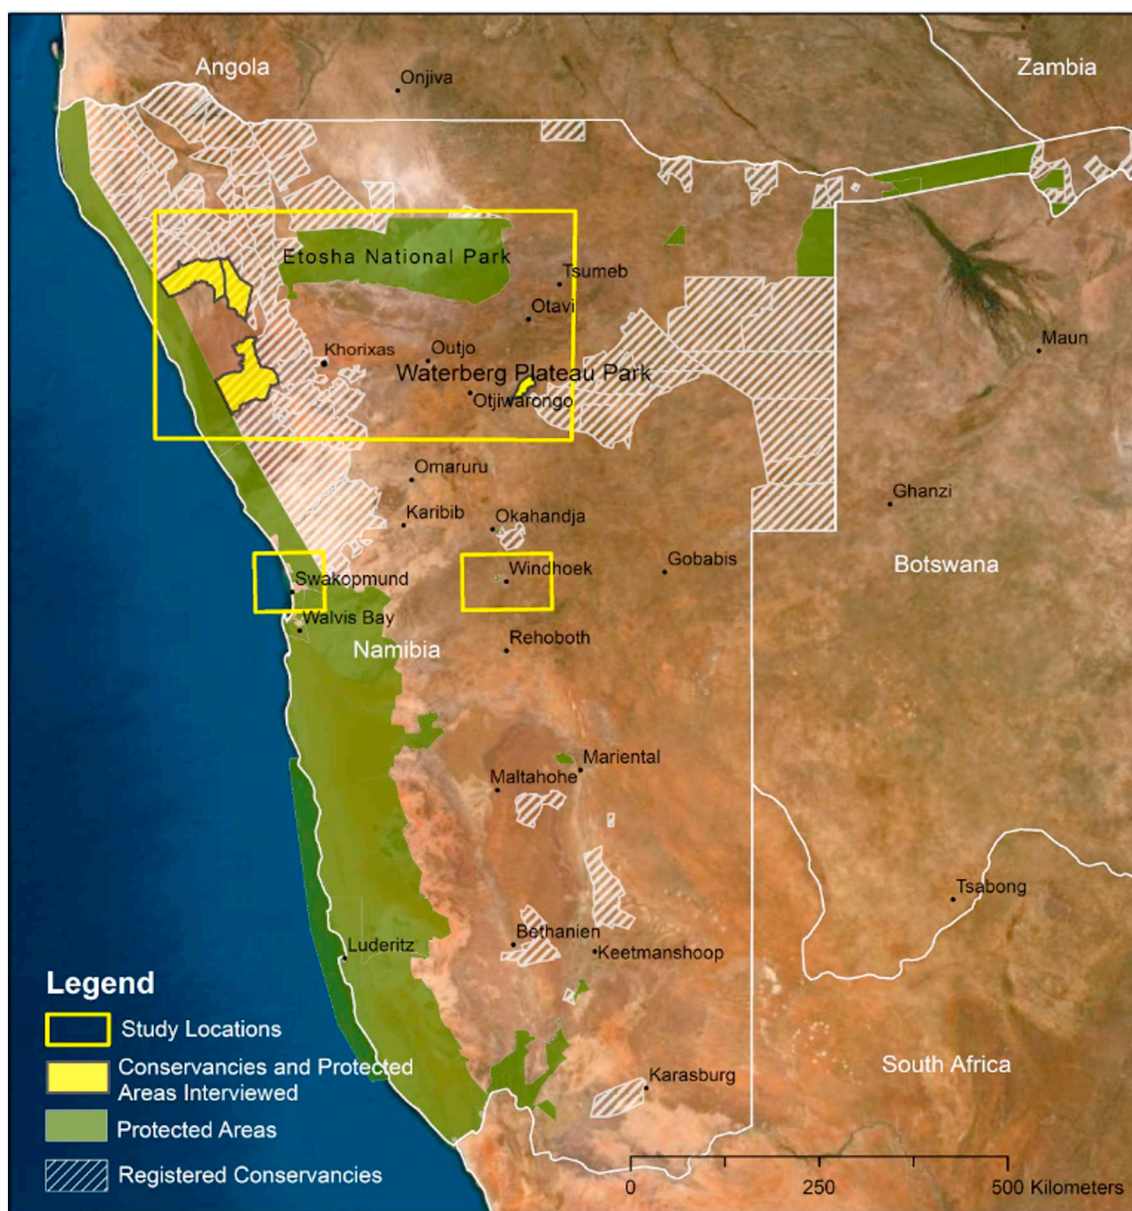 Angola
Onjiva
Zambia
Etosha National Park
Tsumeb
Otavi
Maun
Khorixas
Outjo
Waterberg Plateau Park
Otjiwarongo
Omaruru
Ghanzi
Karibib
Okahandja
Gobabis
Botswana
Windhoek
Swakopmund
Walvis Bay
Rehoboth
Namibia
Mariental
Maltahohe
Tsabong
Bethanien
Luderitz
Keetmanshoop
Legend
Study Locations
Conservancies and Protected
Areas Interviewed
Protected Areas
Registered Conservancies
South Africa
Karasburg
0 250 500 Kilometers